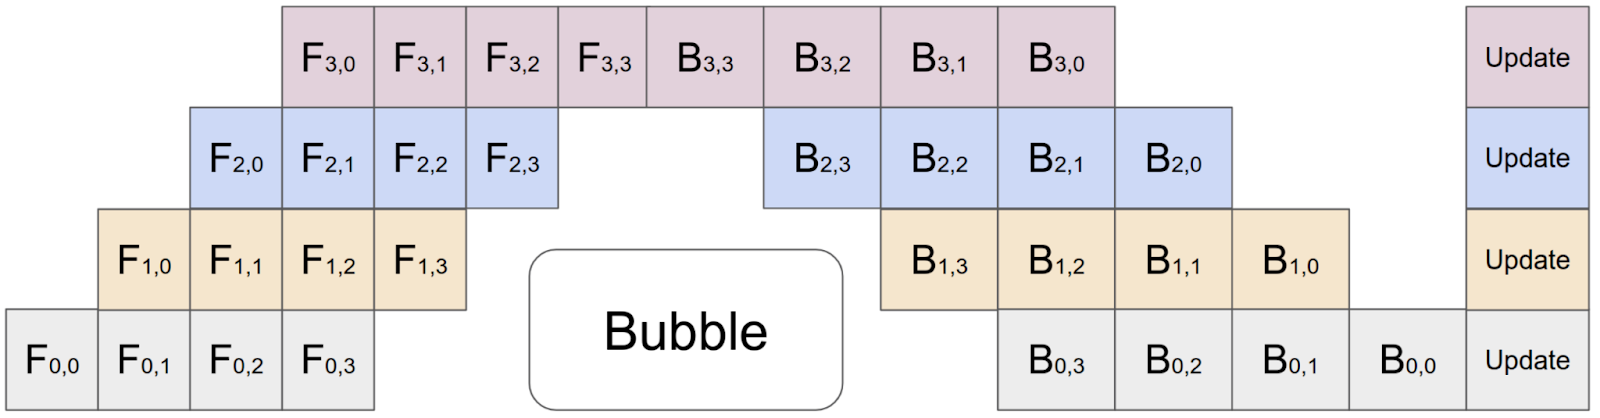 F3,0 F3,1 F3,2 F3,3 B3,3 B3,2 B3,1 B3,0 Update
F2,0 F2,1 F2,2 F2,3 B2,3 B2,2 B2,1 B2,0 Update
F1,0 F1,1 F1,2 F1,3 B1,3 B1,2 B1,1 B1,0 Update
Bubble
F0,0 F0,1 F0,2 F0,3 B0,3 B0,2 B0,1 B0,0 Update